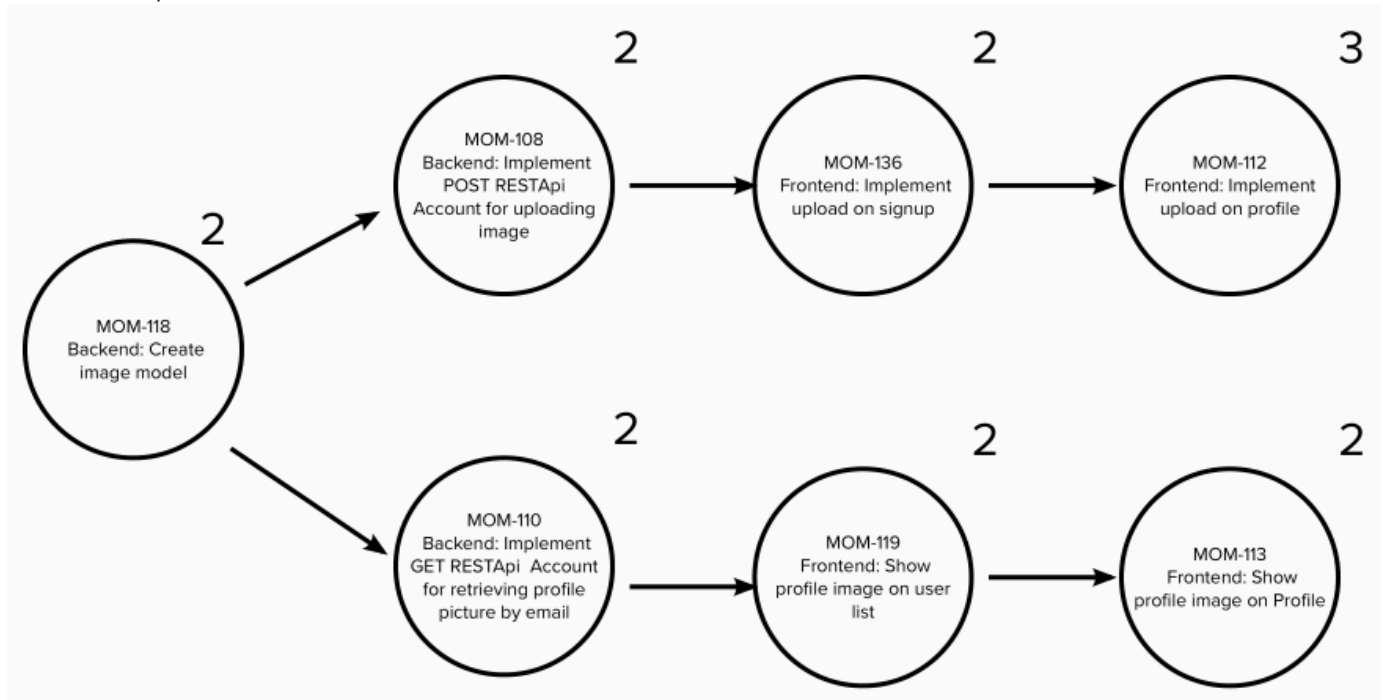 2
MOM-118
Backend: Create
image model
2
MOM-108
Backend: Implement
POST RESTApi
Account for uploading
image
2
MOM-136
Frontend: Implement
upload on signup
3
MOM-112
Frontend: Implement
upload on profile
2
MOM-110
Backend: Implement
GET RESTApi Account
for retrieving profile
picture by email
2
MOM-119
Frontend: Show
profile image on user
list
2
MOM-113
Frontend: Show
profile image on Profile